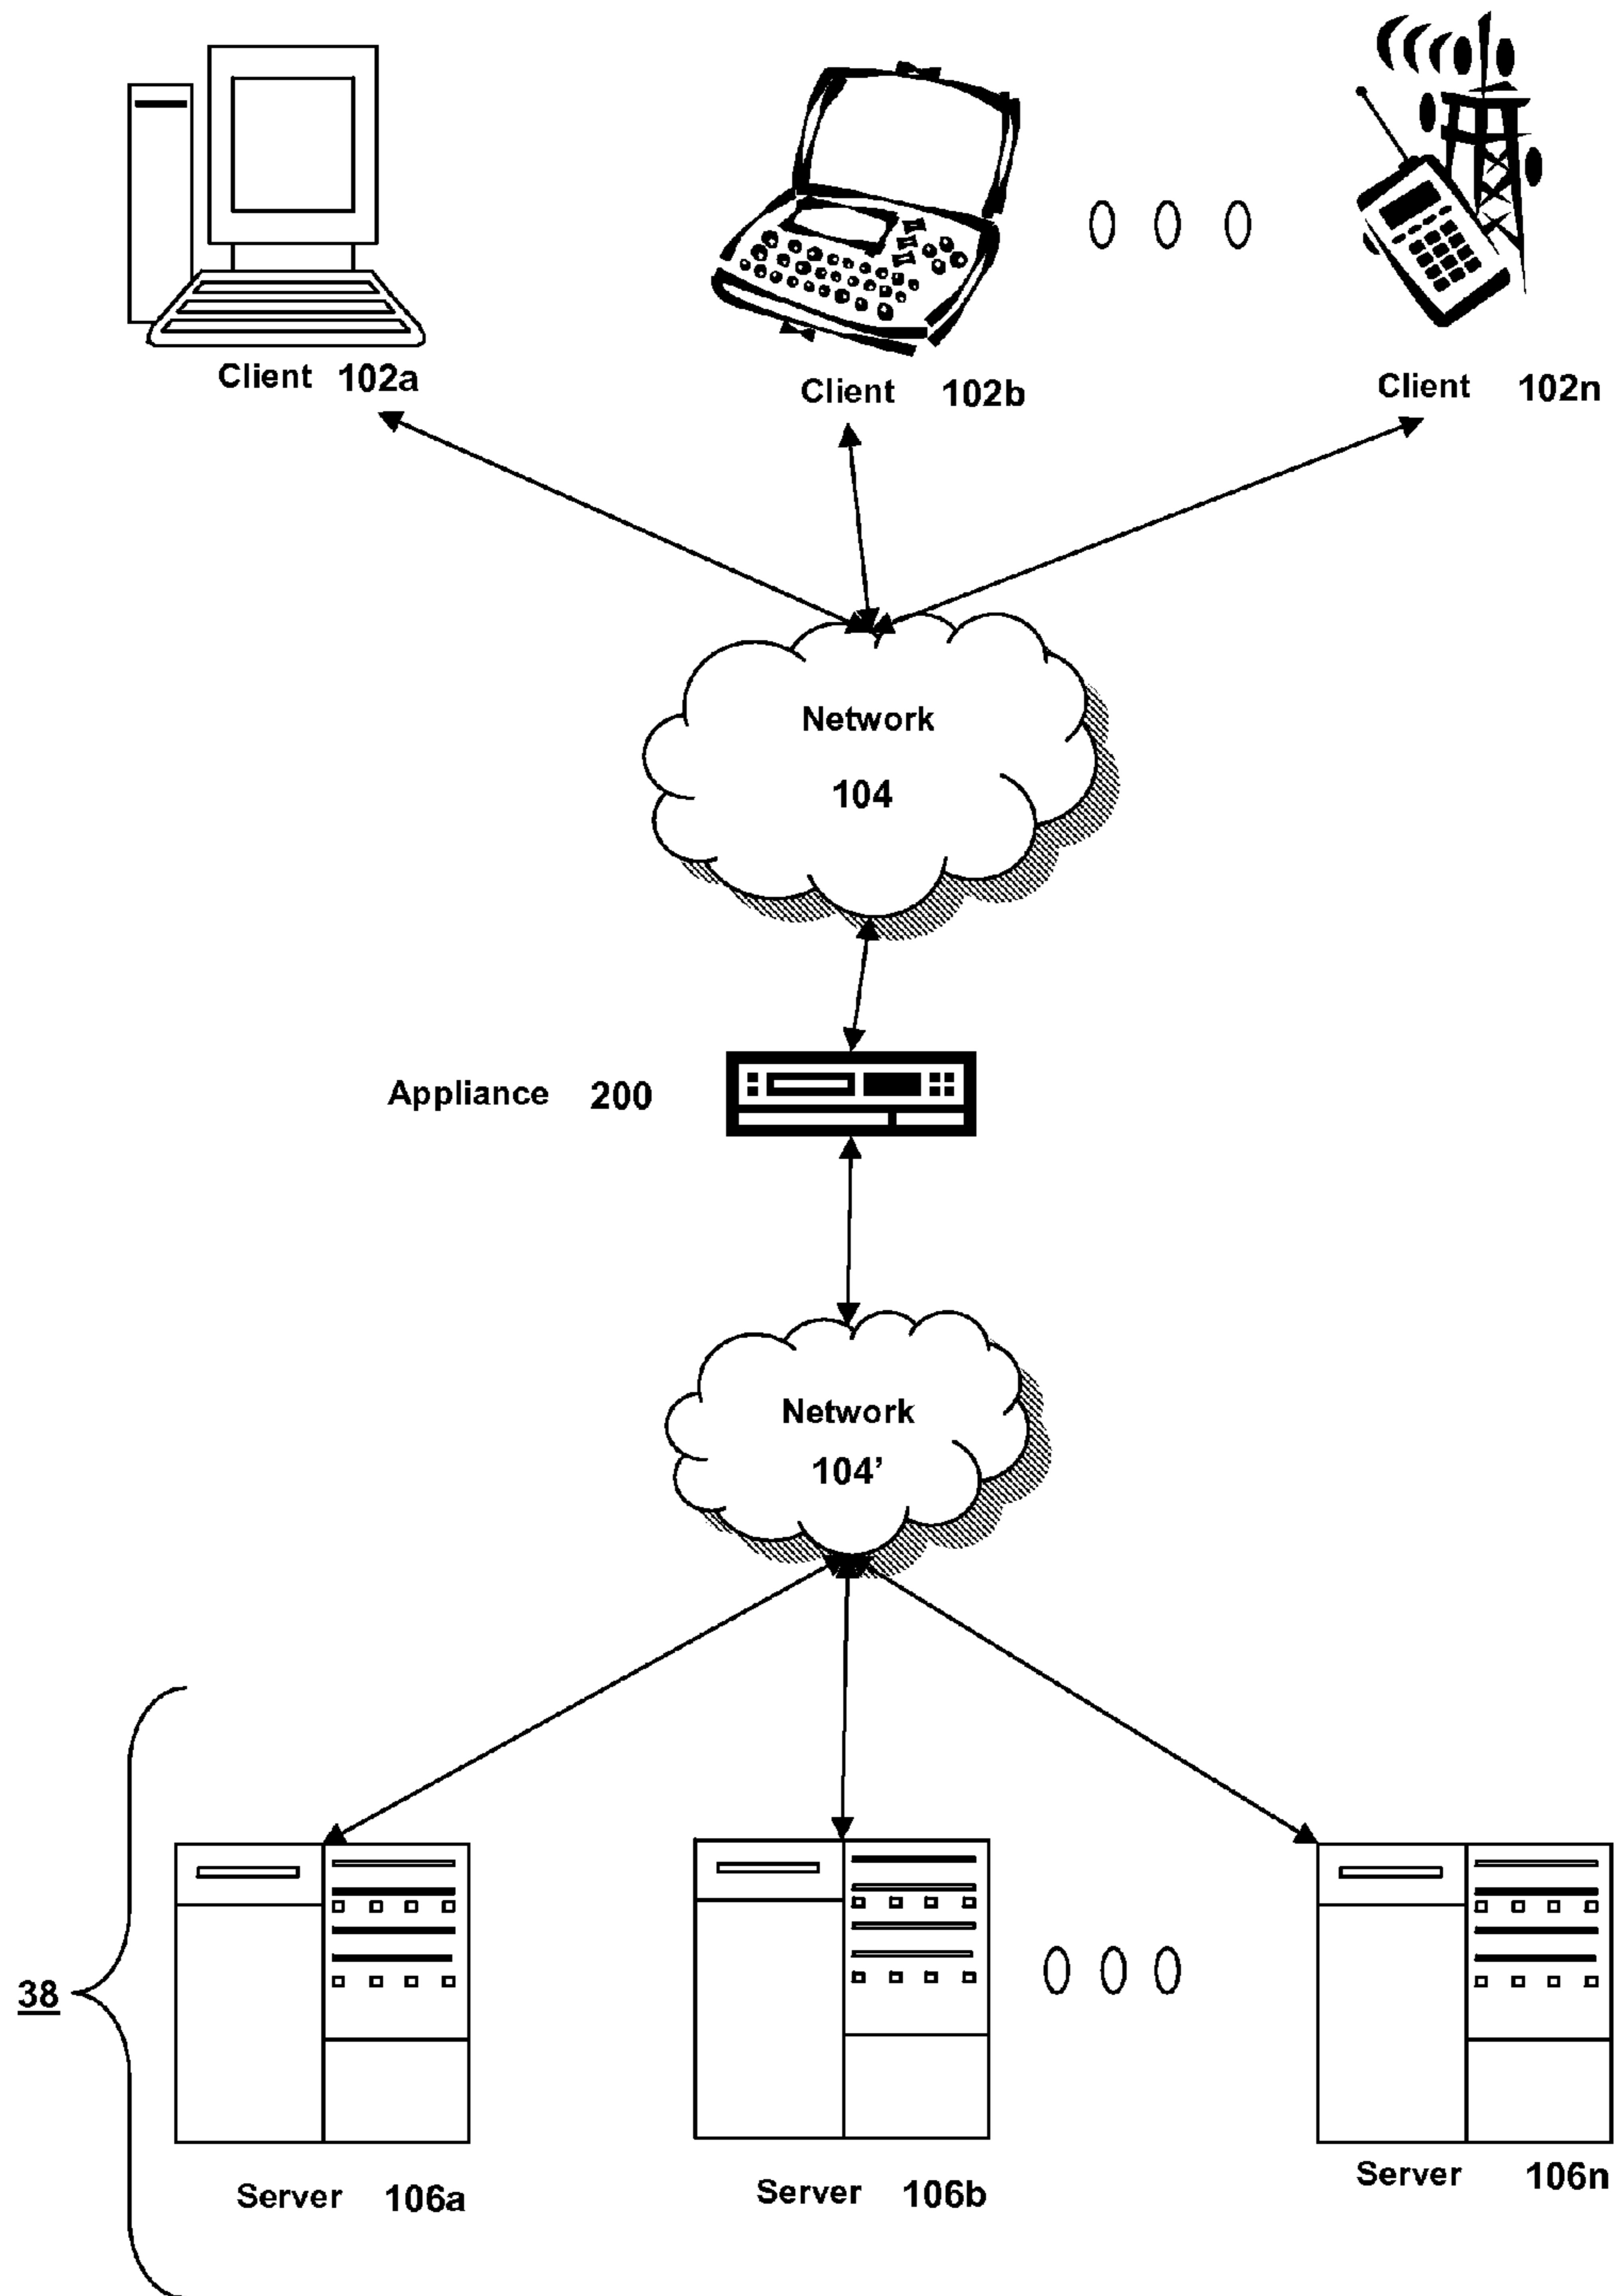 Client 102a
Client 102b
Client 102n
Network
104
Appliance 200
Network
104’
38
Server 106a
Server 106b
Server 106n